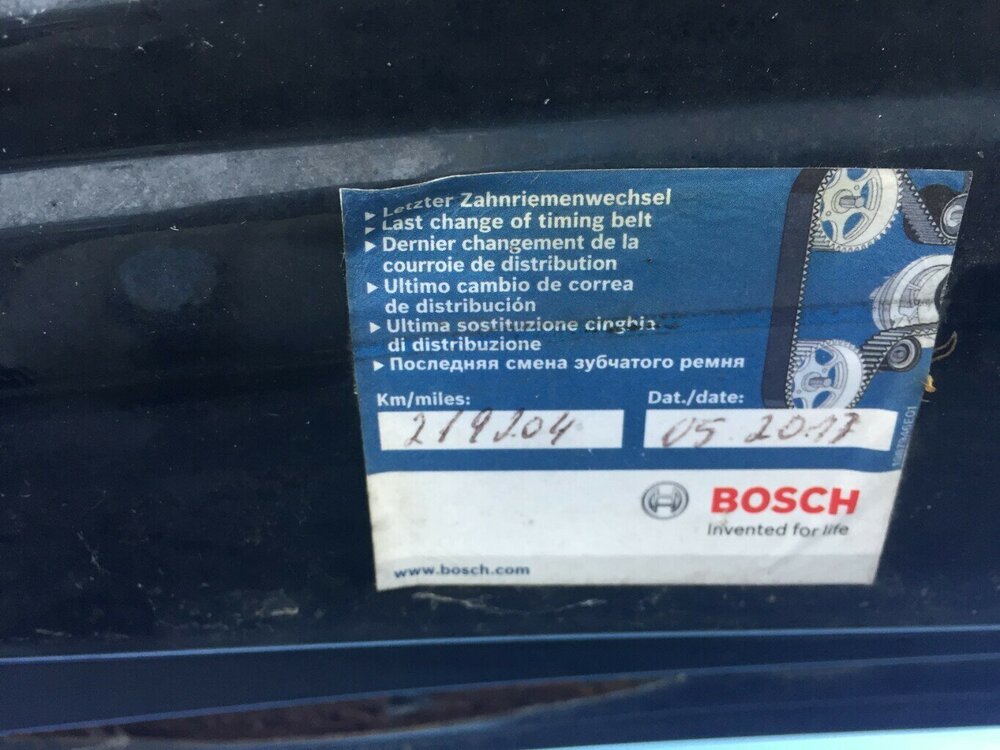 ▸ Letzter Zahnriemenwechsel
▸ Last change of timing belt
▸ Dernier changement de la
courroie de distribution
▸ Ultimo cambio de correa
de distribución
▸ Ultima sostituzione cinghia
di distribuzione
▸ Последняя смена зубчатого ремня
Km/miles: Dat./date:
219204 05.2017
BOSCH
Invented for life
www.bosch.com